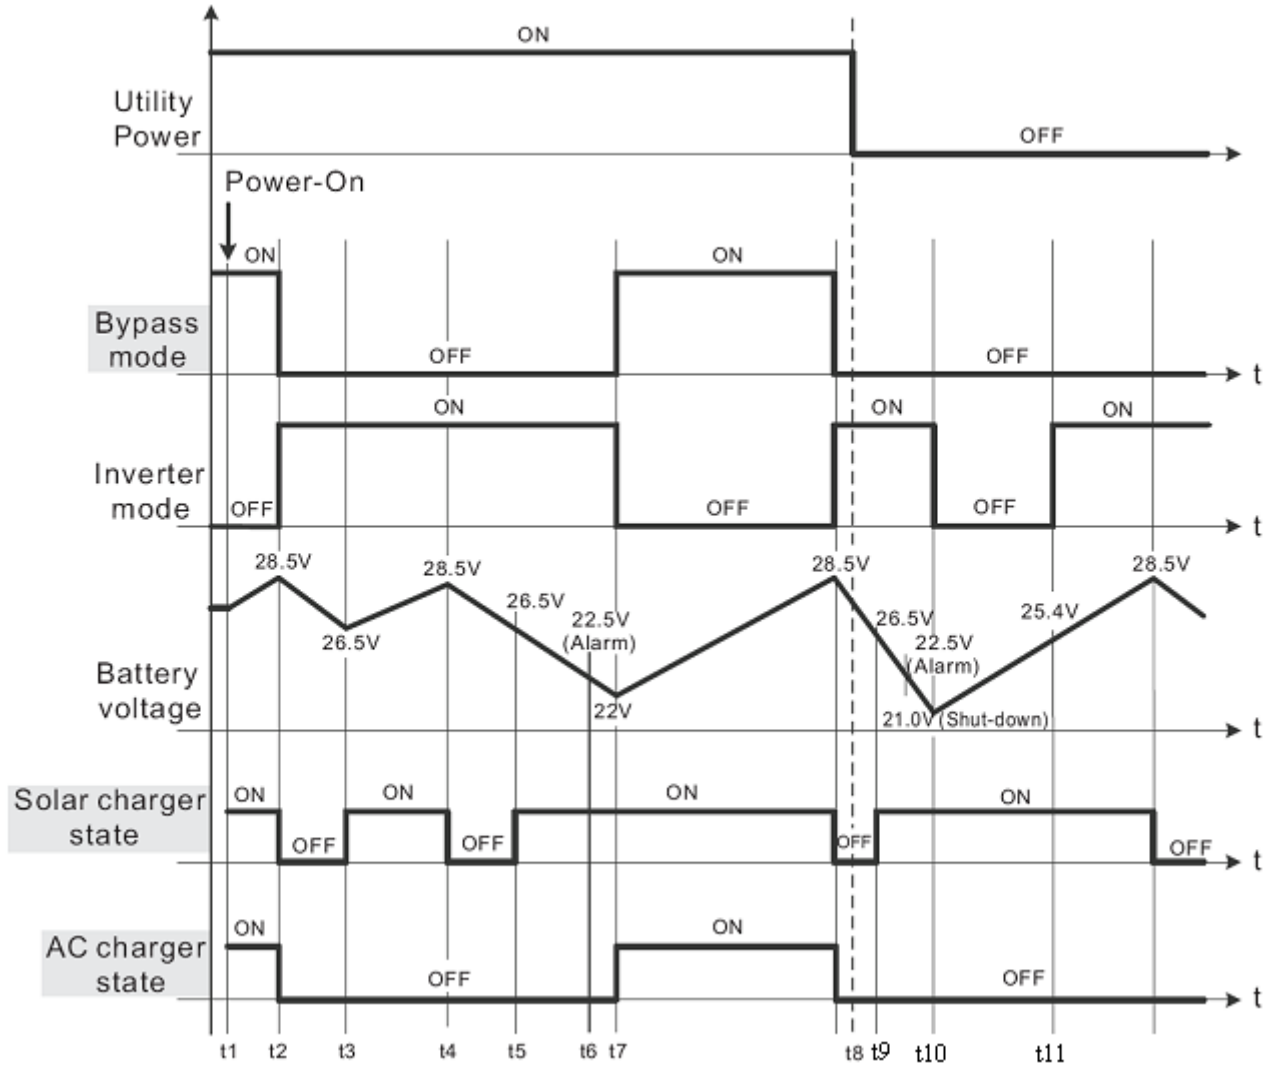 ON
Utility
Power
OFF
Power-On
ON
ON
Bypass
mode
OFF
OFF
t
ON
ON
ON
Inverter
mode
OFF
OFF
OFF
t
28.5V
28.5V
28.5V
28.5V
26.5V
22.5V
(Alarm)
26.5V
25.4V
26.5V
22.5V
(Alarm)
Battery
voltage
22V
21.0V (Shut-down)
t
Solar charger
state
ON
ON
ON
ON
OFF
OFF
OFF
OFF
t
AC charger
state
ON
ON
OFF
OFF
t
t1 t2 t3 t4 t5 t6 t7 t8 t9 t10 t11